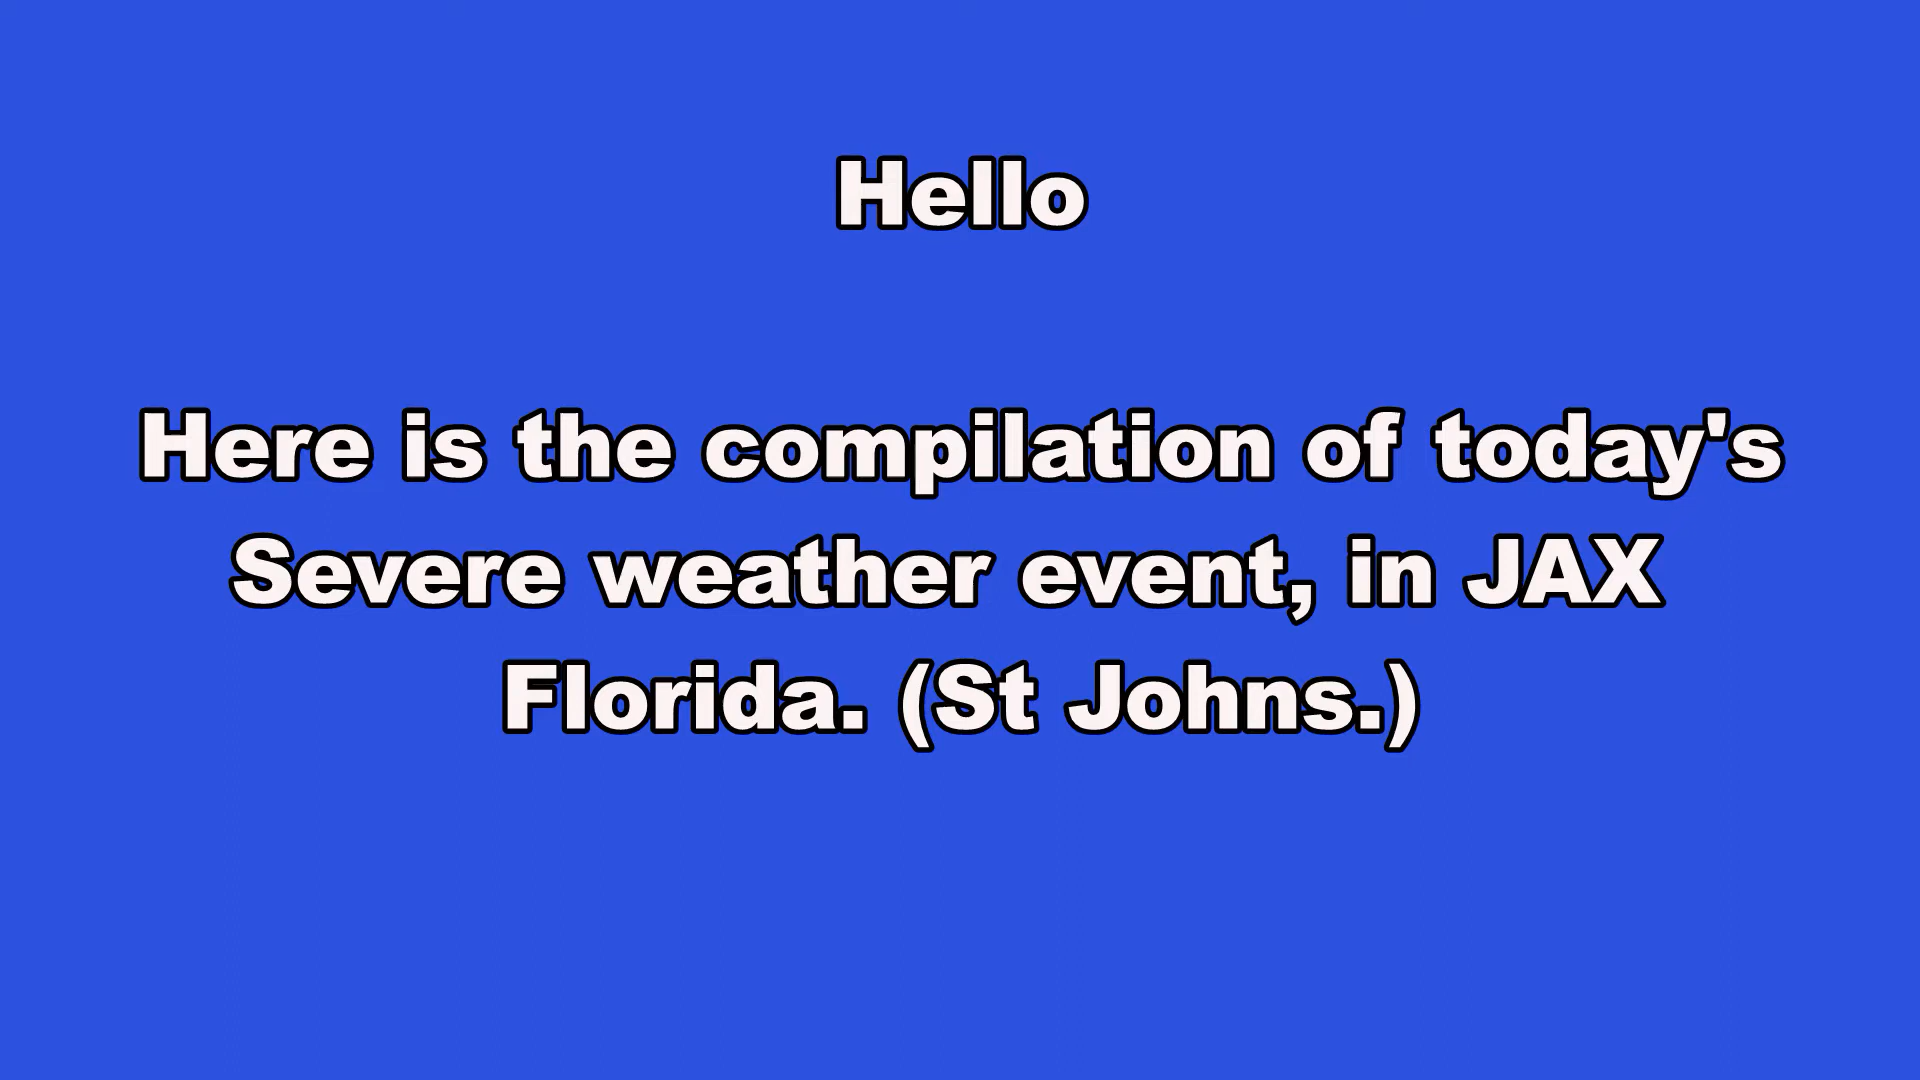 Hello
Here is the compilation of today's
Severe weather event, in JAX
Florida. (St Johns.)